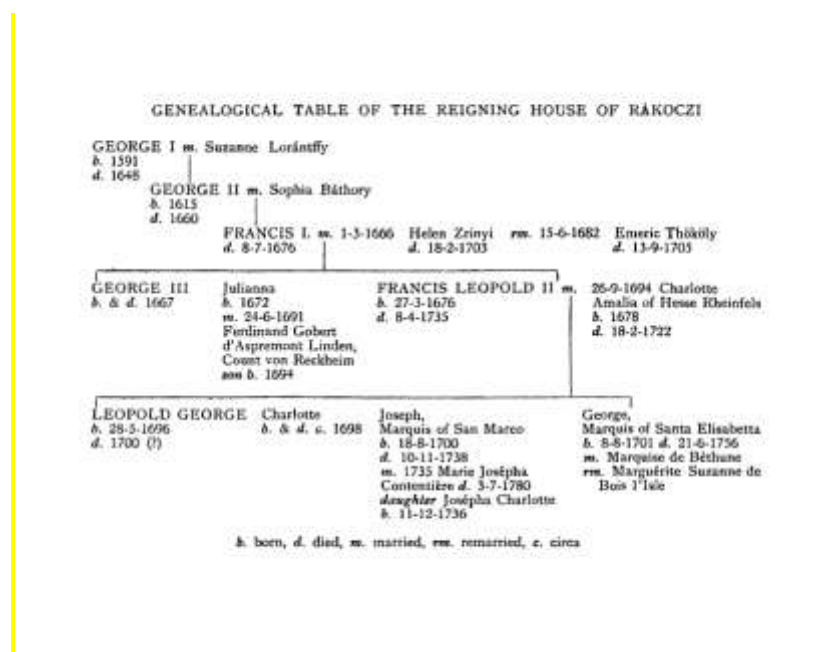 GENEALOGICAL TABLE OF THE REIGNING HOUSE OF RÁKOCZI
GEORGE I m. Suzanne Lorántffy
b. 1591
d. 1648
GEORGE II m. Sophia Báthory
b. 1615
d. 1660
FRANCIS I. m. 1-3-1666 Helen Zrinyi rm. 15-6-1682 Emeric Thököly
d. 8-7-1676 d. 18-2-1703 d. 13-9-1705
GEORGE III
b. & d. 1667
Julianna
b. 1672
m. 24-6-1691
Ferdinand Gobert
d'Aspremont Linden,
Count von Reckheim
son b. 1694
FRANCIS LEOPOLD II m. 26-9-1694 Charlotte
b. 27-3-1676
d. 8-4-1735
Amalia of Hesse Rheinfels
b. 1678
d. 18-2-1722
LEOPOLD GEORGE
b. 28-5-1696
d. 1700 (?)
Charlotte
b. & d. c. 1698
Joseph,
Marquis of San Marco
b. 18-8-1700
d. 10-11-1738
m. 1735 Marie Josépha
Contentière d. 3-7-1780
daughter Josépha Charlotte
b. 11-12-1736
George,
Marquis of Santa Elisabetta
b. 8-8-1701 d. 21-6-1756
m. Marquise de Béthune
rm. Marguérite Suzanne de
Bois l'Isle
b. born, d. died, m. married, rm. remarried, c. circa